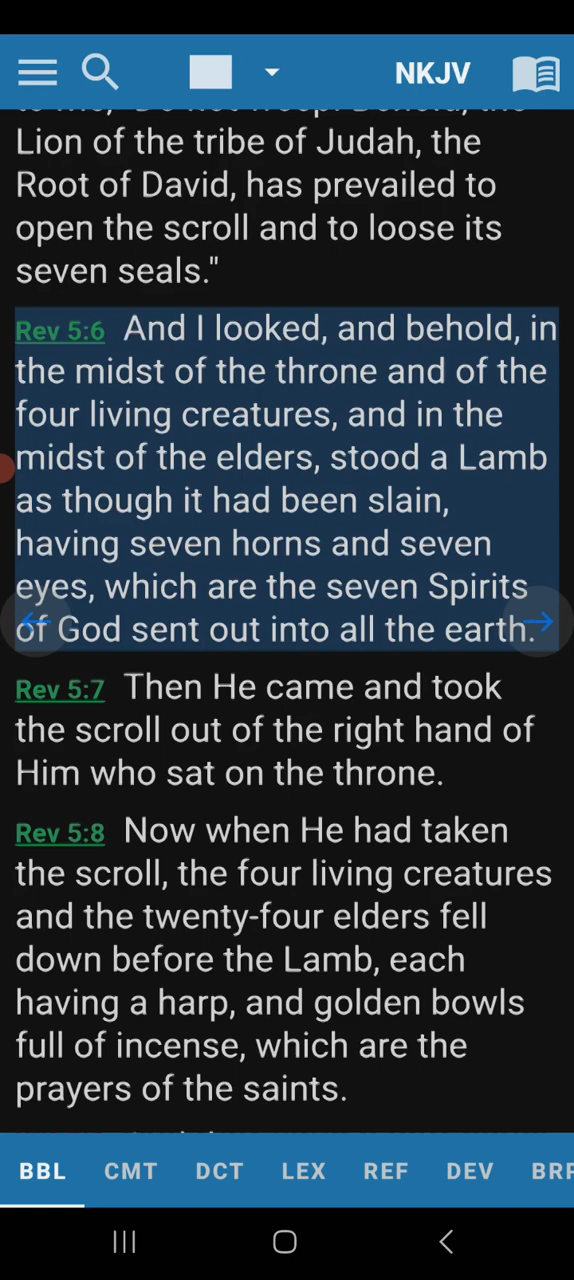 NKJV
Lion of the tribe of Judah, the
Root of David, has prevailed to
open the scroll and to loose its
seven seals."
Rev 5:6 And I looked, and behold, in
the midst of the throne and of the
four living creatures, and in the
midst of the elders, stood a Lamb
as though it had been slain,
having seven horns and seven
eyes, which are the seven Spirits
of God sent out into all the earth.
Rev 5:7 Then He came and took
the scroll out of the right hand of
Him who sat on the throne.
Rev 5:8 Now when He had taken
the scroll, the four living creatures
and the twenty-four elders fell
down before the Lamb, each
having a harp, and golden bowls
full of incense, which are the
prayers of the saints.
BBL CMT DCT LEX REF DEV BRF